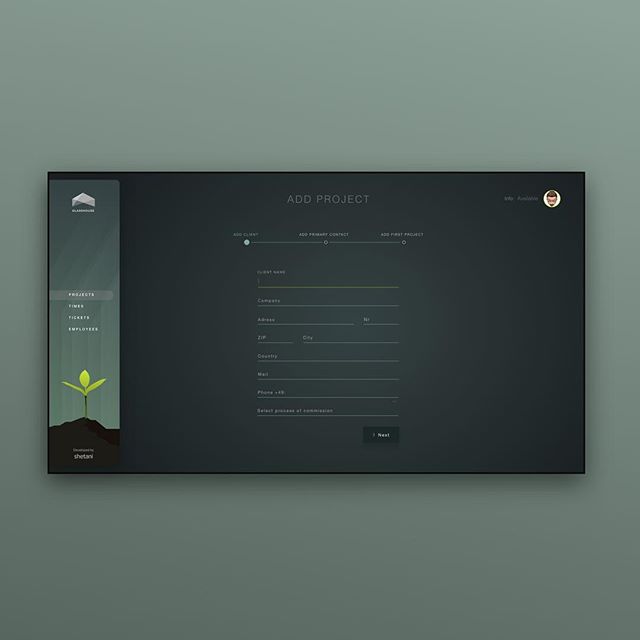 GLASSHOUSE
PROJECTS
TIMES
TICKETS
EMPLOYEES
Developed by
shetani
ADD PROJECT
Info
ADD CLIENT
ADD PRIMARY CONTACT
ADD FIRST PROJECT
CLIENT NAME
Company
Adress Nr
ZIP City
Country
Mail
Phone +49:
Select process of commission
Next